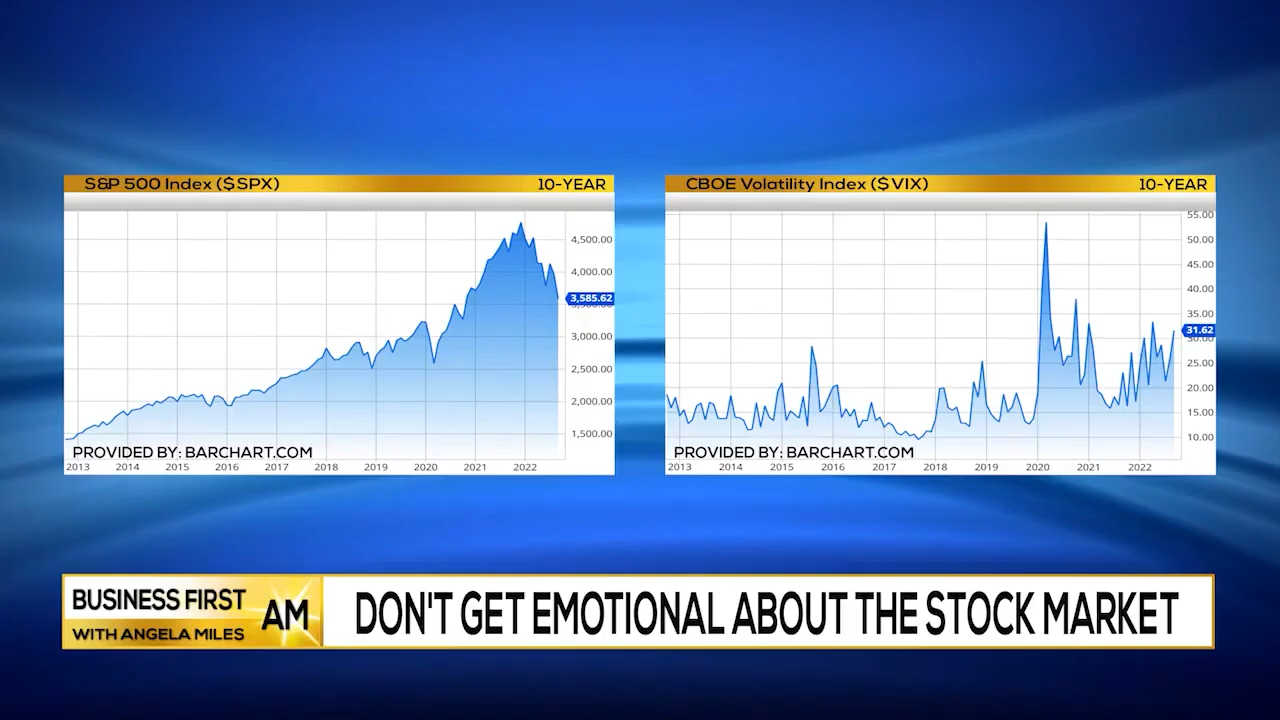 S&P 500 Index ($SPX) 10-YEAR
4,500.00
4,000.00
3,585.62
3,000.00
2,500.00
2,000.00
1,500.00
PROVIDED BY: BARCHART.COM
2013 2014 2015 2016 2017 2018 2019 2020 2021 2022
CBOE Volatility Index ($VIX) 10-YEAR
55.00
50.00
45.00
40.00
35.00
31.62
30.00
25.00
20.00
15.00
10.00
PROVIDED BY: BARCHART.COM
2013 2014 2015 2016 2017 2018 2019 2020 2021 2022
BUSINESS FIRST AM
WITH ANGELA MILES
DON'T GET EMOTIONAL ABOUT THE STOCK MARKET